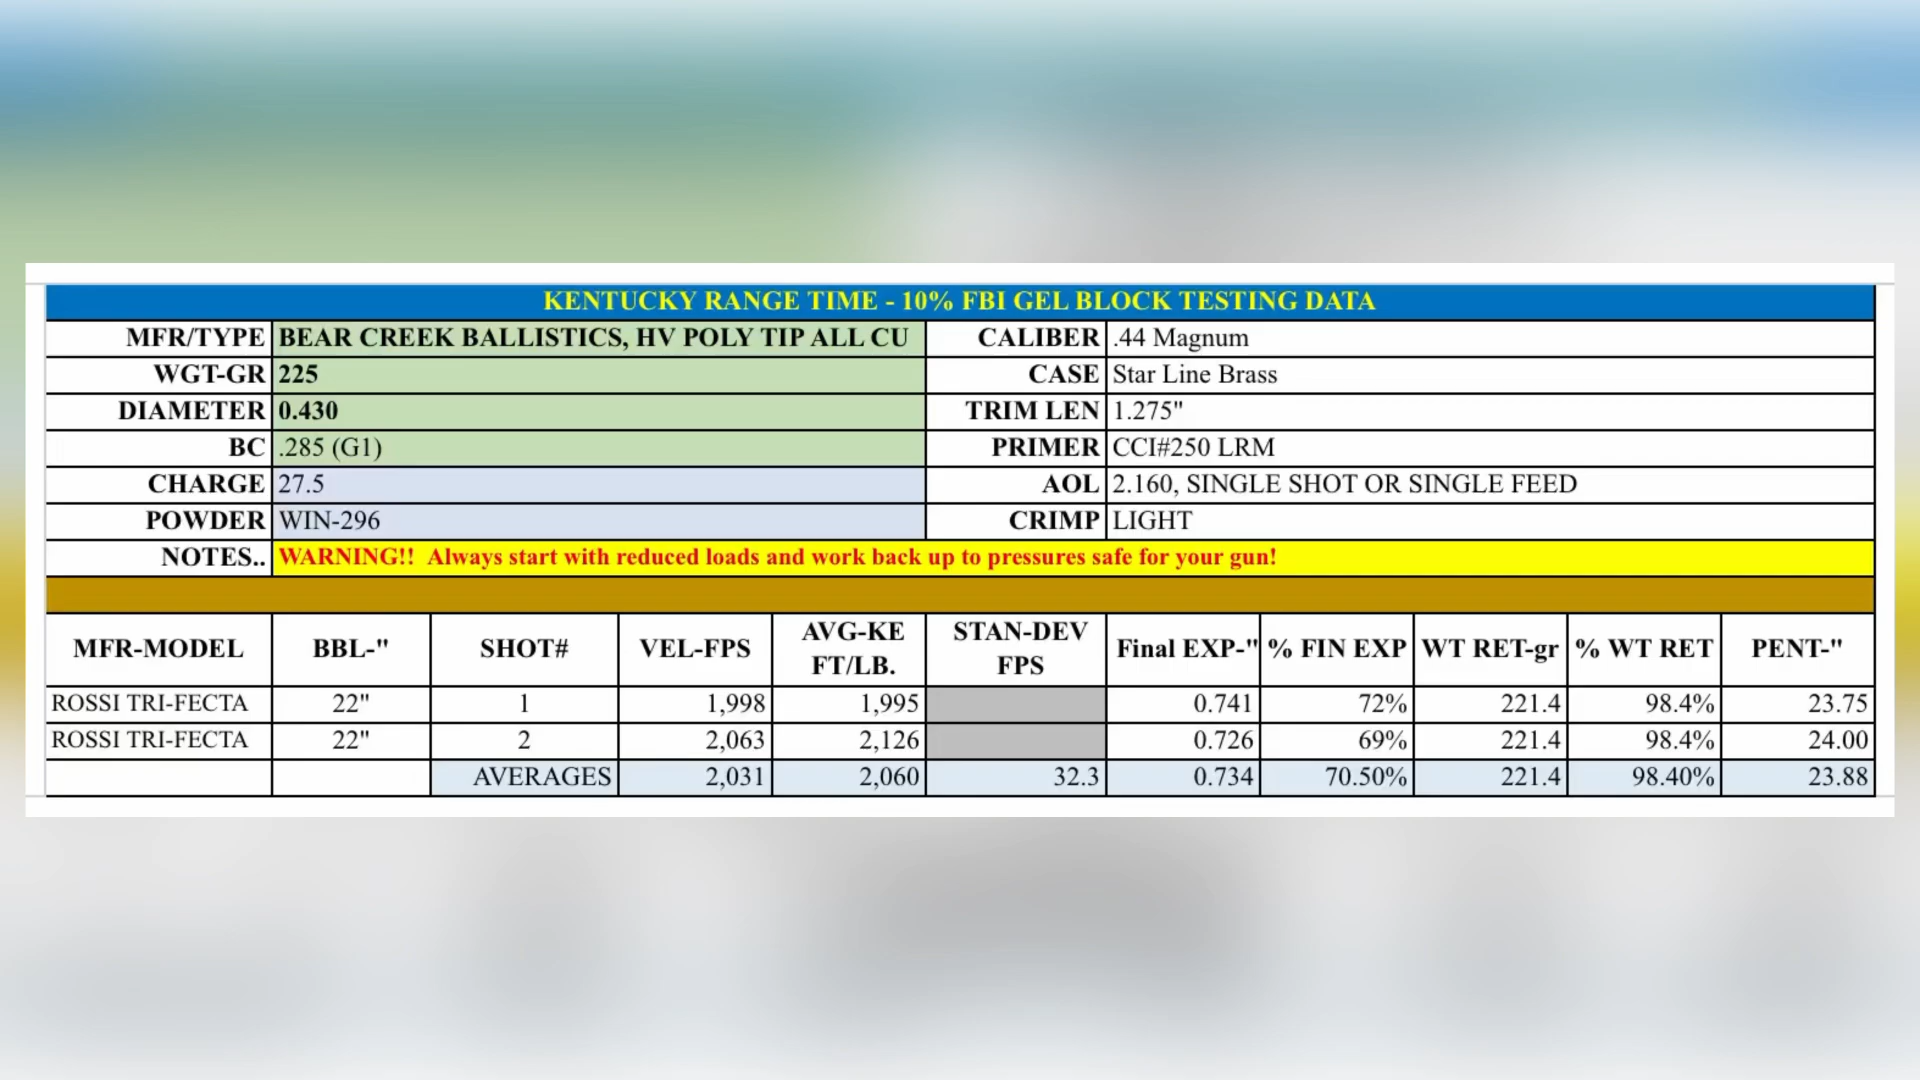 KENTUCKY RANGE TIME - 10% FBI GEL BLOCK TESTING DATA
MFR/TYPE BEAR CREEK BALLISTICS, HV POLY TIP ALL CU CALIBER .44 Magnum
WGT-GR 225 CASE Star Line Brass
DIAMETER 0.430 TRIM LEN 1.275"
BC .285 (G1) PRIMER CCI#250 LRM
CHARGE 27.5 AOL 2.160, SINGLE SHOT OR SINGLE FEED
POWDER WIN-296 CRIMP LIGHT
NOTES.. WARNING!! Always start with reduced loads and work back up to pressures safe for your gun!
MFR-MODEL BBL-" SHOT# VEL-FPS AVG-KE FT/LB. STAN-DEV FPS Final EXP-" % FIN EXP WT RET-gr % WT RET PENT-"
ROSSI TRI-FECTA 22" 1 1,998 1,995 0.741 72% 221.4 98.4% 23.75
ROSSI TRI-FECTA 22" 2 2,063 2,126 0.726 69% 221.4 98.4% 24.00
AVERAGES 2,031 2,060 32.3 0.734 70.50% 221.4 98.40% 23.88